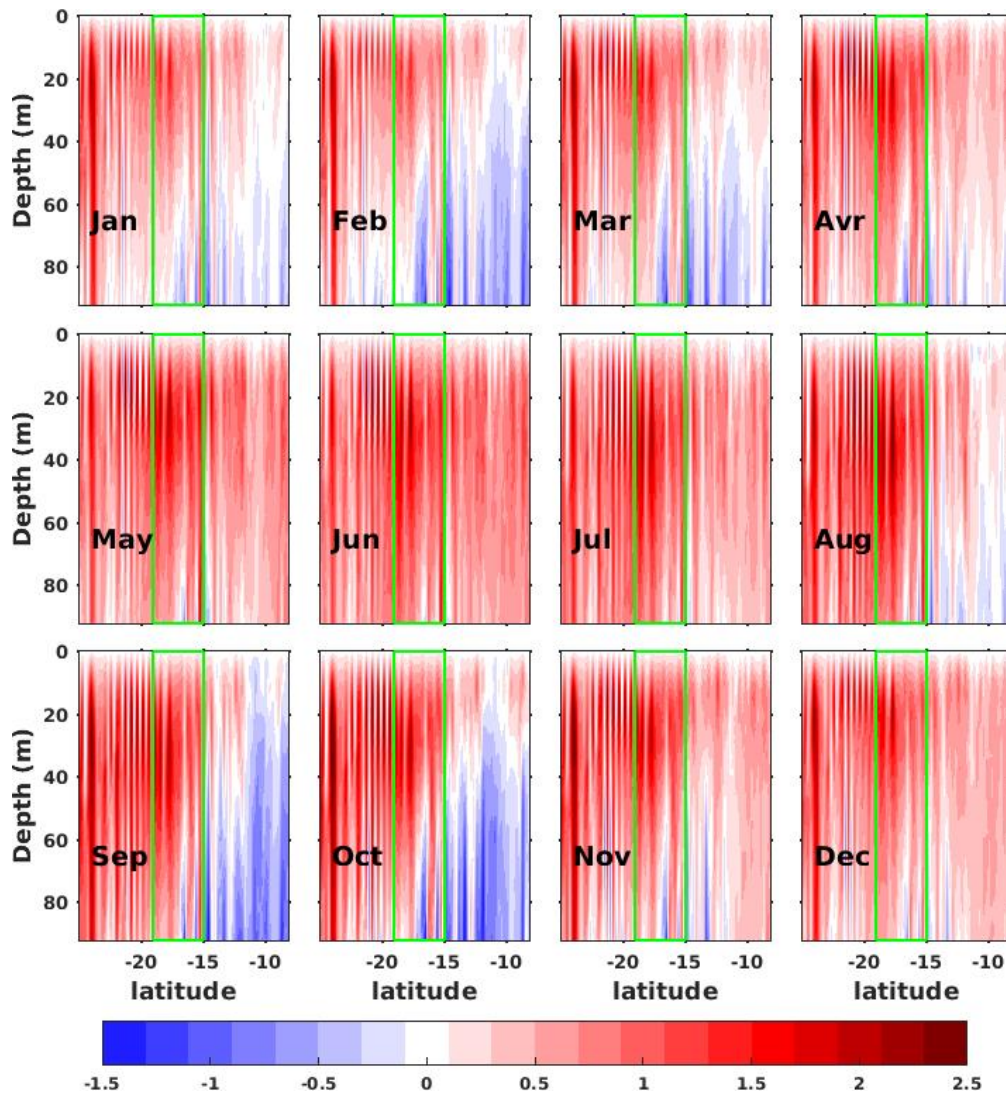 0
20
40
60
80
Depth (m)
Jan
Feb
Mar
Avr
0
20
40
60
80
Depth (m)
May
Jun
Jul
Aug
0
20
40
60
80
Depth (m)
Sep
Oct
Nov
Dec
-20 -15 -10 -20 -15 -10 -20 -15 -10 -20 -15 -10
latitude latitude latitude latitude
-1.5 -1 -0.5 0 0.5 1 1.5 2 2.5